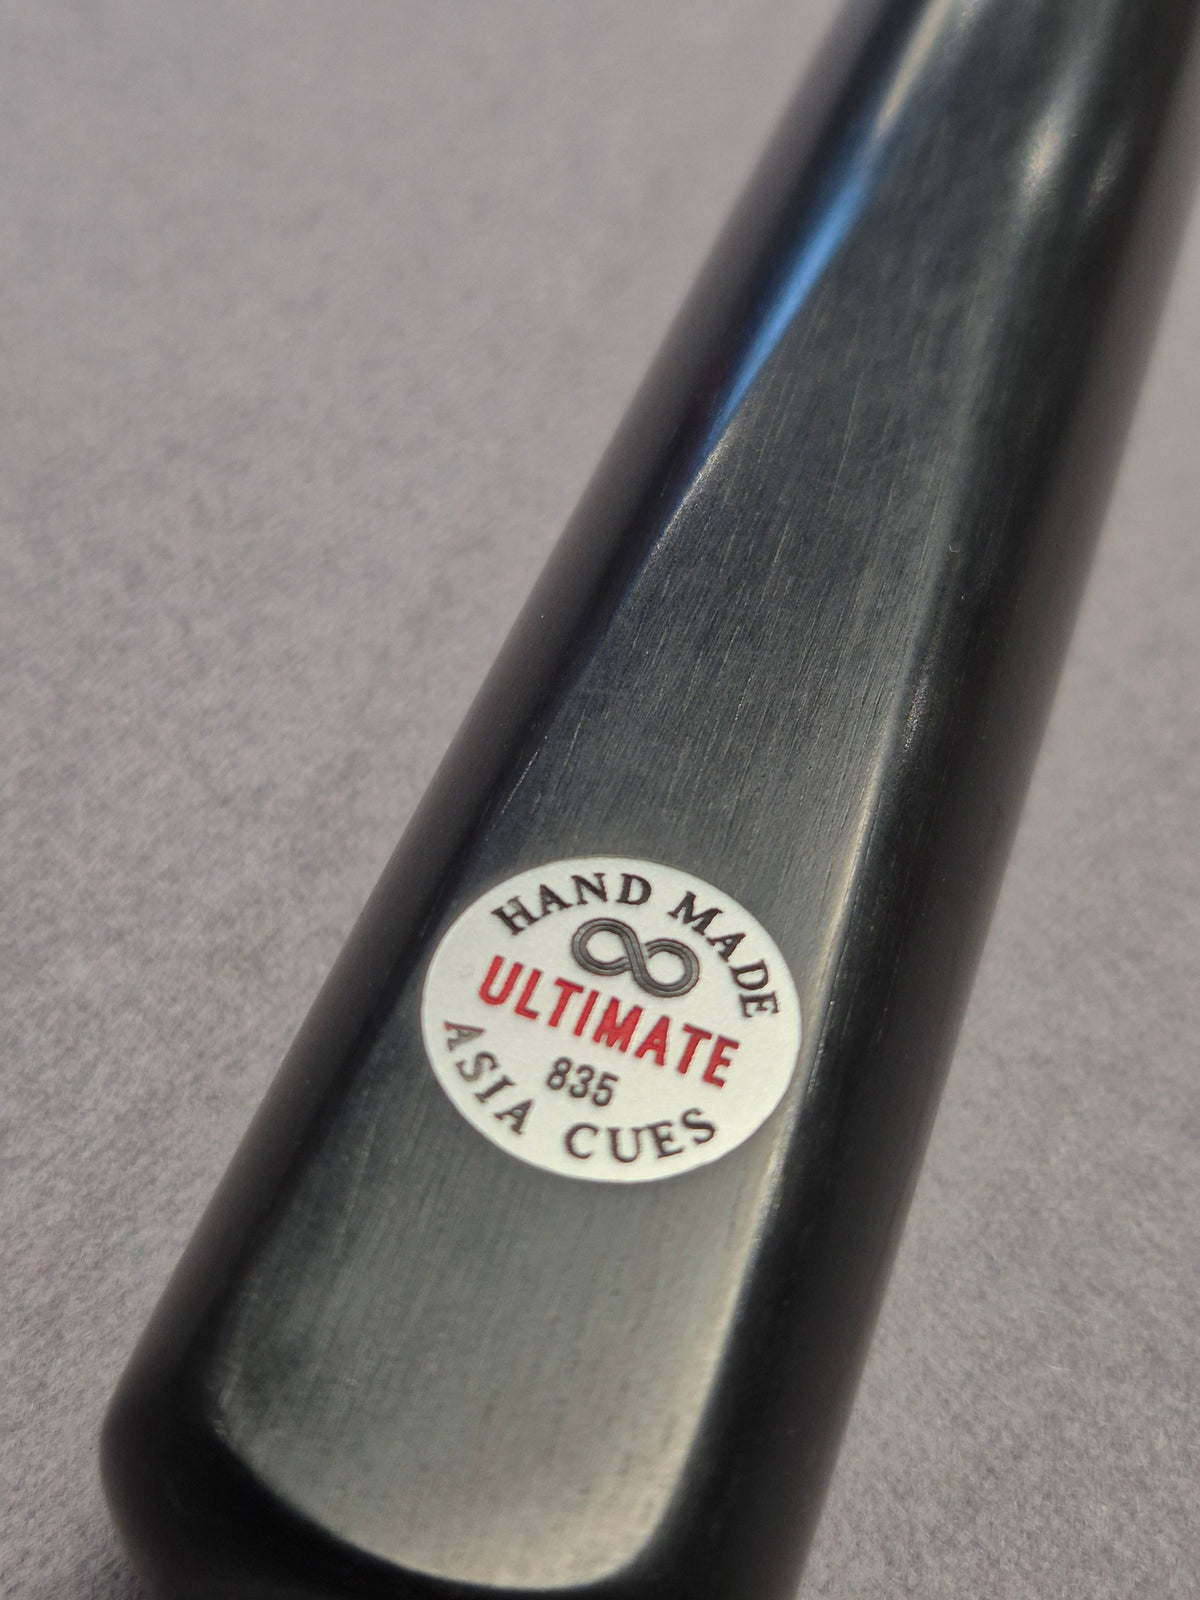 HAND MADE
ULTIMATE
835
ASIA CUES